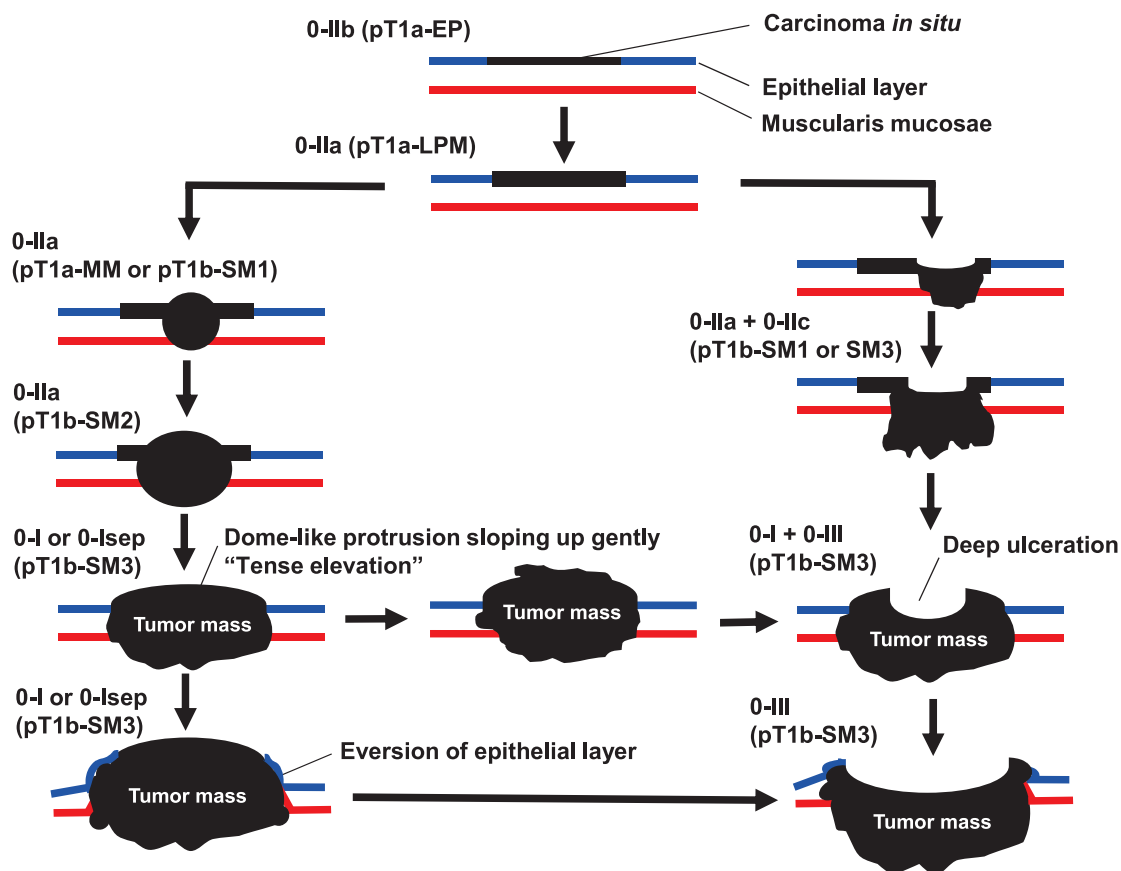 0-IIb (pT1a-EP)
Carcinoma in situ
Epithelial layer
Muscularis mucosae
0-IIa (pT1a-LPM)
0-IIa
(pT1a-MM or pT1b-SM1)
0-IIa + 0-IIc
(pT1b-SM1 or SM3)
0-IIa
(pT1b-SM2)
0-I or 0-Isep
(pT1b-SM3)
Dome-like protrusion sloping up gently
“Tense elevation”
0-I + 0-III
(pT1b-SM3)
Deep ulceration
Tumor mass
Tumor mass
Tumor mass
0-I or 0-Isep
(pT1b-SM3)
Eversion of epithelial layer
0-III
(pT1b-SM3)
Tumor mass
Tumor mass